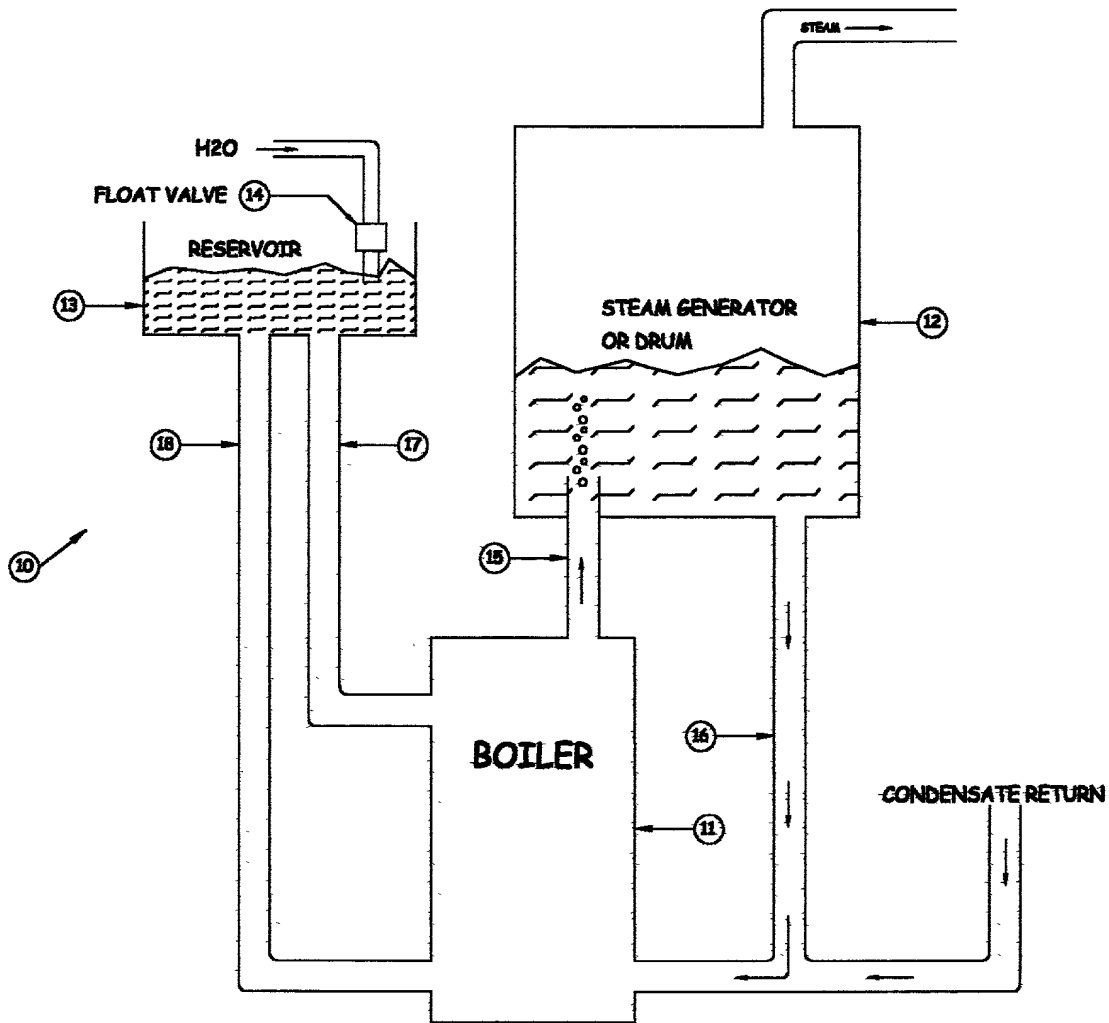 STEAM
H2O
FLOAT VALVE 14
RESERVOIR
13
STEAM GENERATOR
OR DRUM
12
18
17
10
15
16
BOILER
CONDENSATE RETURN
11